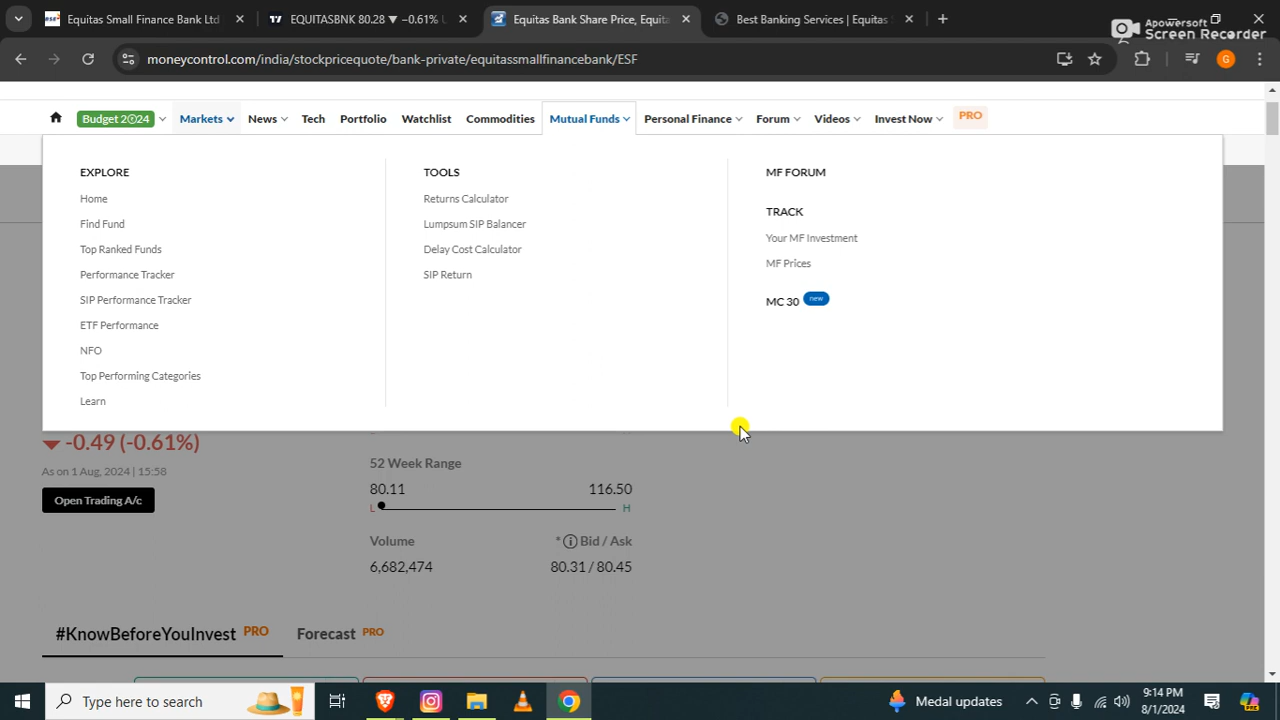 Equitas Small Finance Bank Ltd
EQUITASBNK 80.28 ▼ −0.61% U
Equitas Bank Share Price, Equita
Best Banking Services | Equitas
Apowersoft
Screen Recorder
moneycontrol.com/india/stockpricequote/bank-private/equitassmallfinancebank/ESF
G
Budget 2024 Markets News Tech Portfolio Watchlist Commodities Mutual Funds Personal Finance Forum Videos Invest Now PRO
EXPLORE
Home
Find Fund
Top Ranked Funds
Performance Tracker
SIP Performance Tracker
ETF Performance
NFO
Top Performing Categories
Learn
TOOLS
Returns Calculator
Lumpsum SIP Balancer
Delay Cost Calculator
SIP Return
MF FORUM
TRACK
Your MF Investment
MF Prices
MC 30 new
-0.49 (-0.61%)
As on 1 Aug, 2024 | 15:58
Open Trading A/c
52 Week Range
80.11 116.50
L H
Volume * Bid / Ask
6,682,474 80.31 / 80.45
#KnowBeforeYouInvest PRO Forecast PRO
Type here to search
Medal updates
9:14 PM
8/1/2024